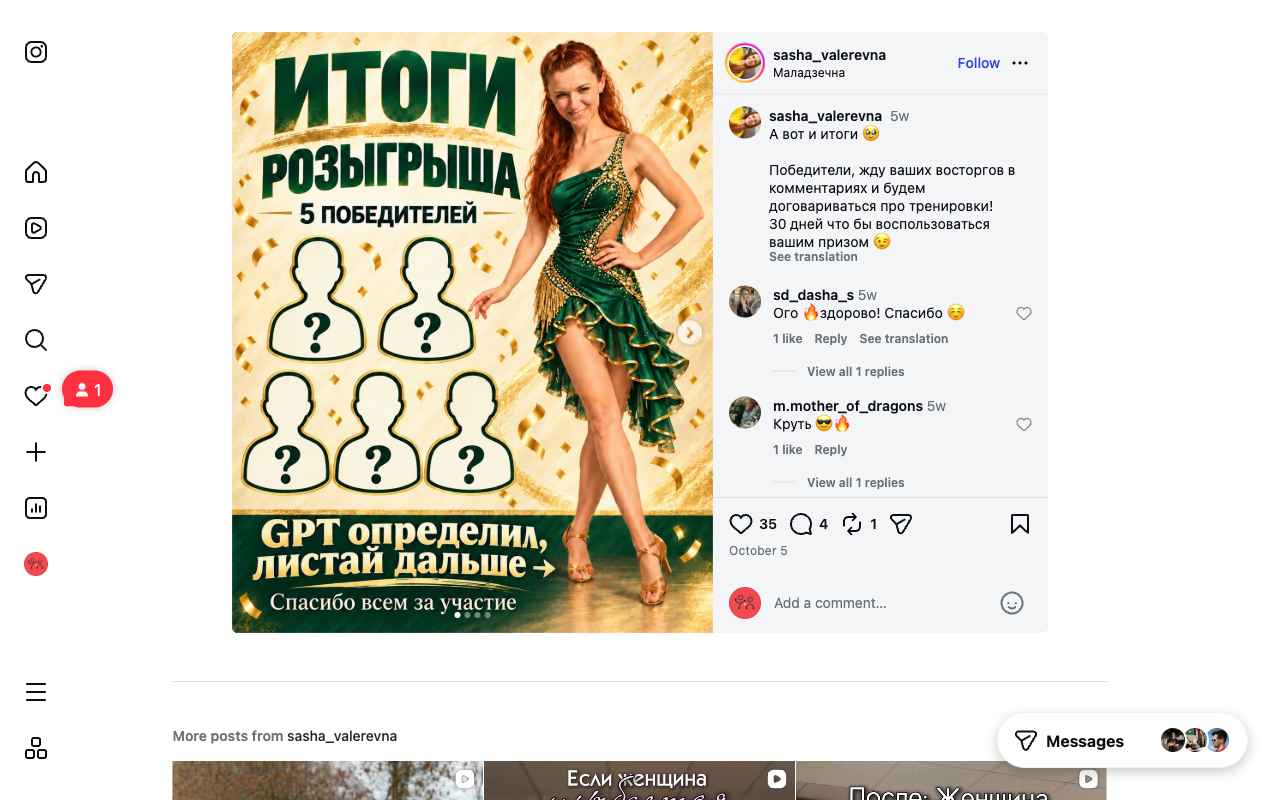 ИТОГИ
РОЗЫГРЫША
5 ПОБЕДИТЕЛЕЙ
? ?
? ? ?
GPT определил,
листай дальше →
Спасибо всем за участие
sasha_valerevna
Маладзечна
Follow
sasha_valerevna 5w
А вот и итоги 🥹
Победители, жду ваших восторгов в
комментариях и будем
договариваться про тренировки!
30 дней что бы воспользоваться
вашим призом 😉
See translation
sd_dasha_s 5w
Ого 🔥здорово! Спасибо ☺️
1 like Reply See translation
View all 1 replies
m.mother_of_dragons 5w
Круть 😎🔥
1 like Reply
View all 1 replies
35 4 1
October 5
Add a comment...
1
More posts from sasha_valerevna
Messages
Если женщина
После: Женщина